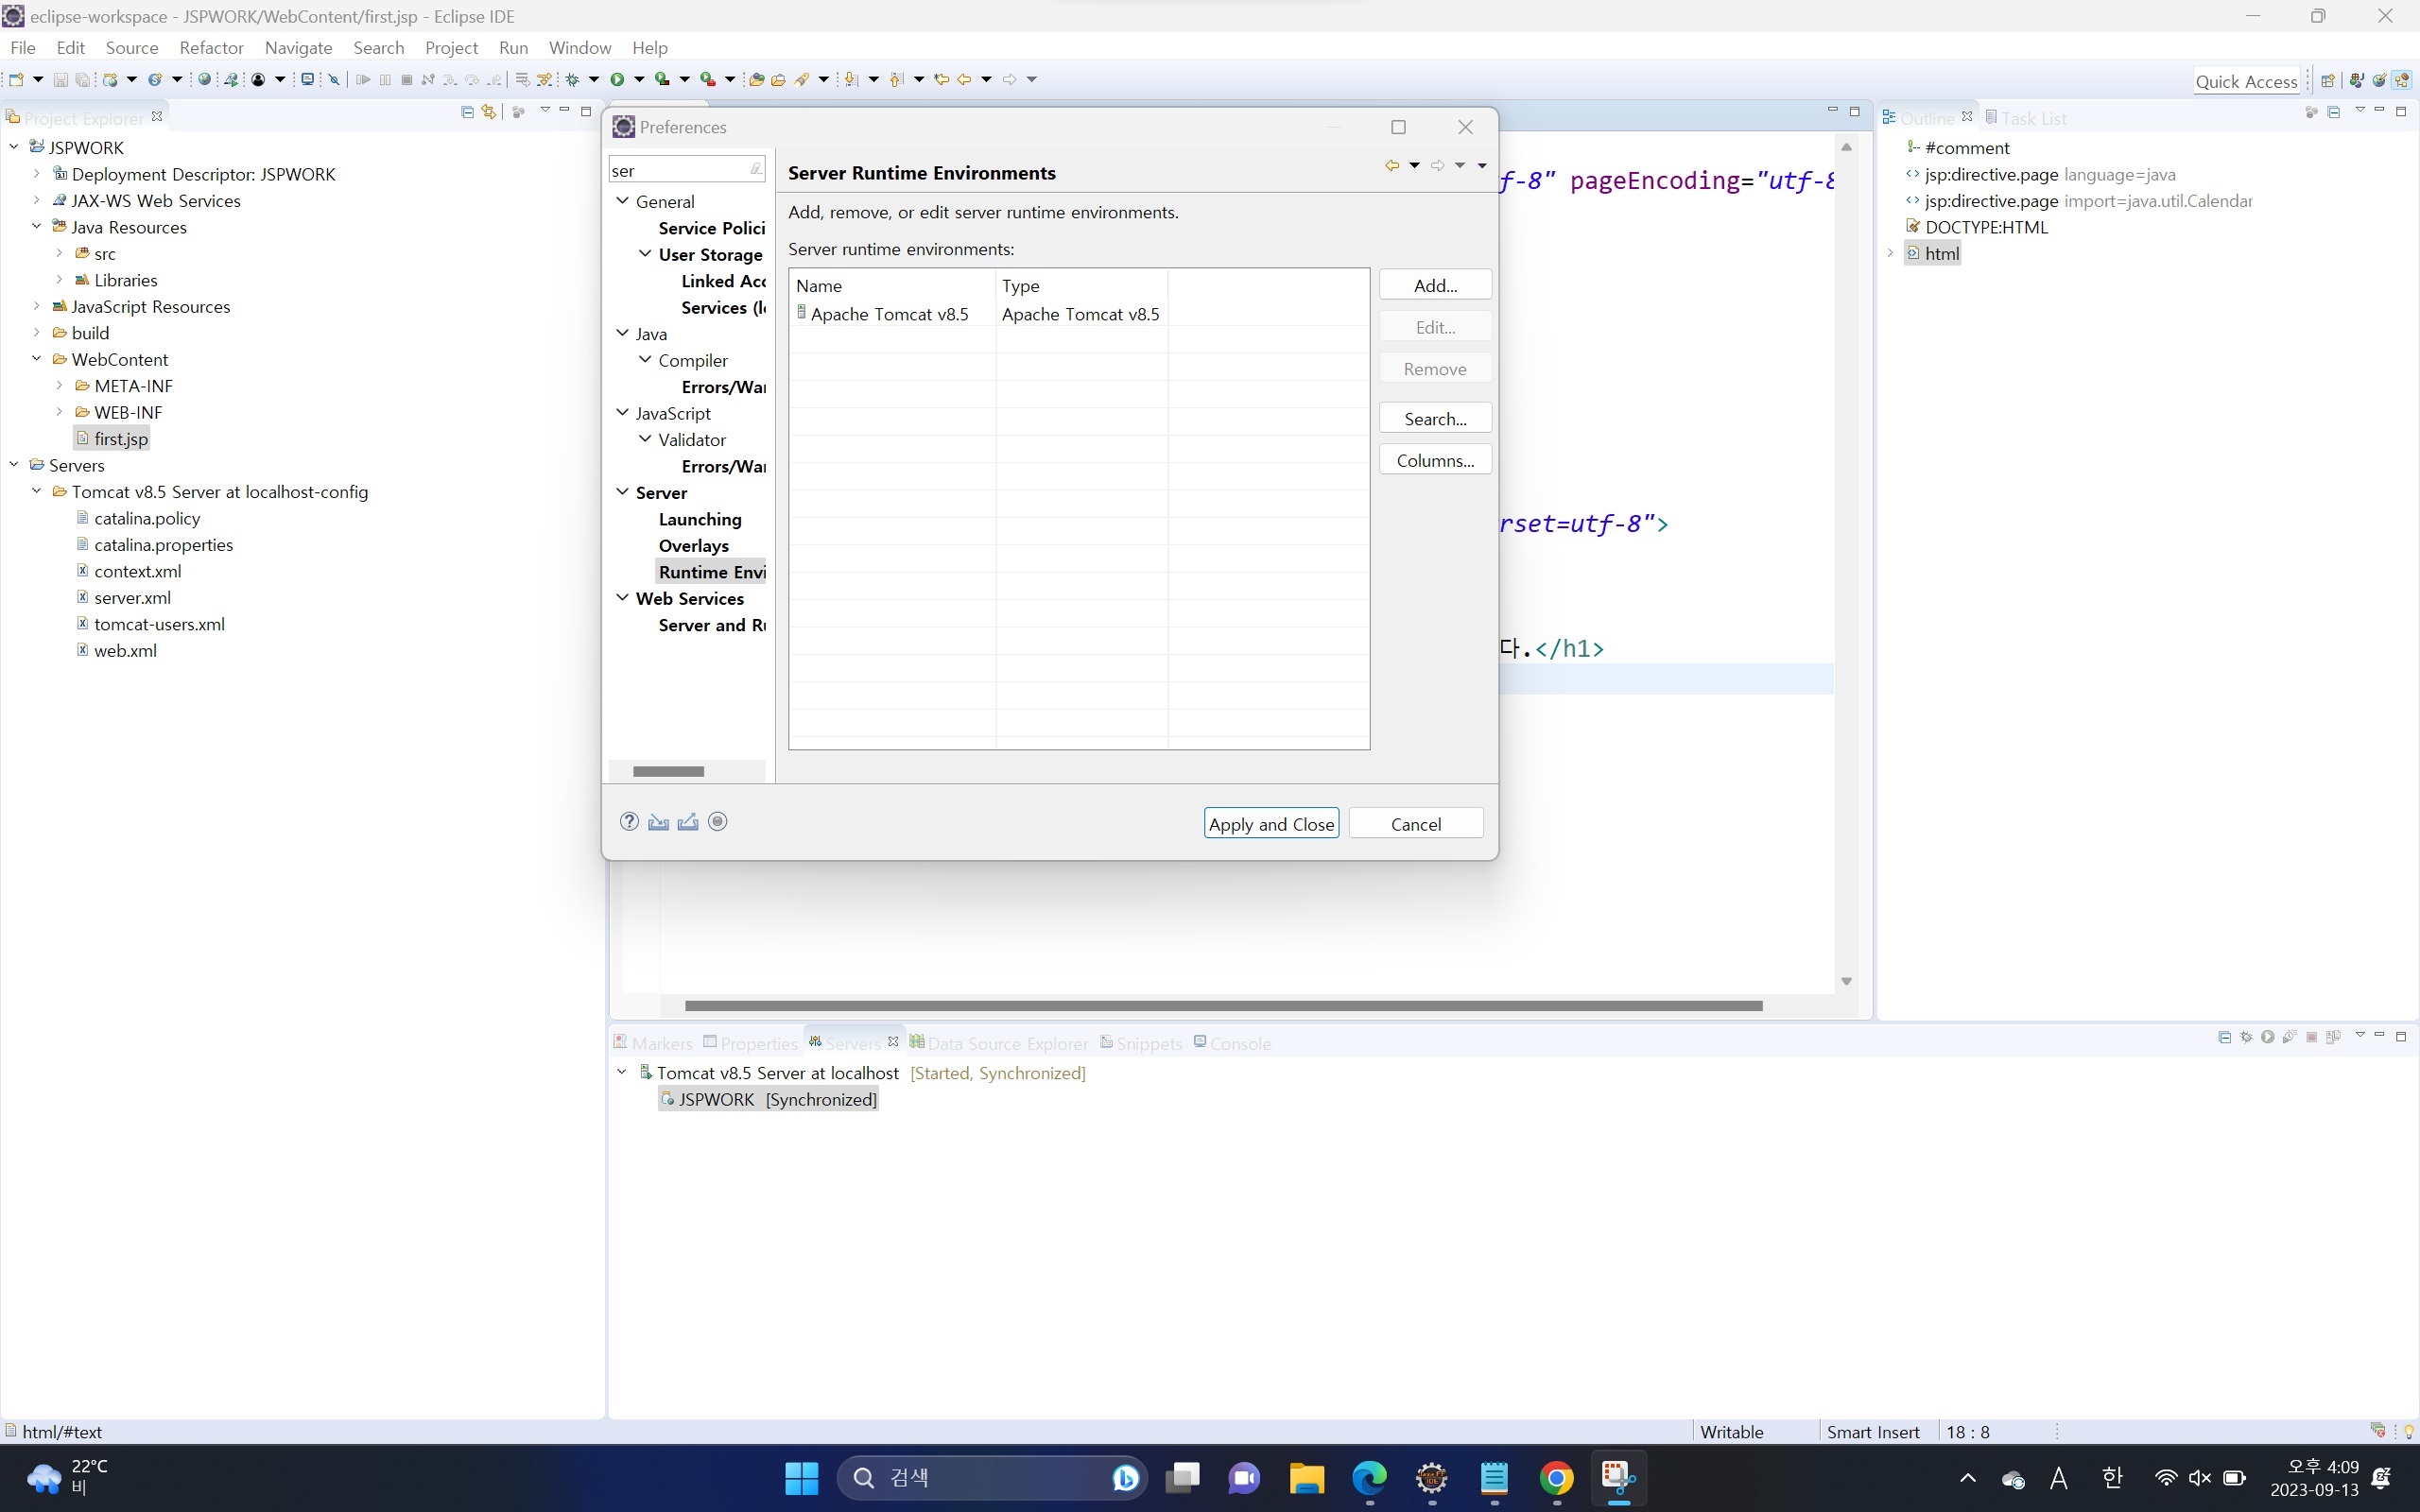 eclipse-workspace - JSPWORK/WebContent/first.jsp - Eclipse IDE
File Edit Source Refactor Navigate Search Project Run Window Help
Quick Access
Project Explorer
JSPWORK
Deployment Descriptor: JSPWORK
JAX-WS Web Services
Java Resources
src
Libraries
JavaScript Resources
build
WebContent
META-INF
WEB-INF
first.jsp
Servers
Tomcat v8.5 Server at localhost-config
catalina.policy
catalina.properties
context.xml
server.xml
tomcat-users.xml
web.xml
Preferences
ser
General
Service Polici
User Storage
Linked Acc
Services (l
Java
Compiler
Errors/War
JavaScript
Validator
Errors/War
Server
Launching
Overlays
Runtime Envi
Web Services
Server and Ru
Server Runtime Environments
Add, remove, or edit server runtime environments.
Server runtime environments:
Name Type
Apache Tomcat v8.5 Apache Tomcat v8.5
Add...
Edit...
Remove
Search...
Columns...
Apply and Close Cancel
f-8" pageEncoding="utf-8
rset=utf-8">
다.</h1>
Outline Task List
#comment
jsp:directive.page language=java
jsp:directive.page import=java.util.Calendar
DOCTYPE:HTML
html
Markers Properties Servers Data Source Explorer Snippets Console
Tomcat v8.5 Server at localhost [Started, Synchronized]
JSPWORK [Synchronized]
html/#text Writable Smart Insert 18 : 8
22°C
비
검색
A 한
오후 4:09
2023-09-13